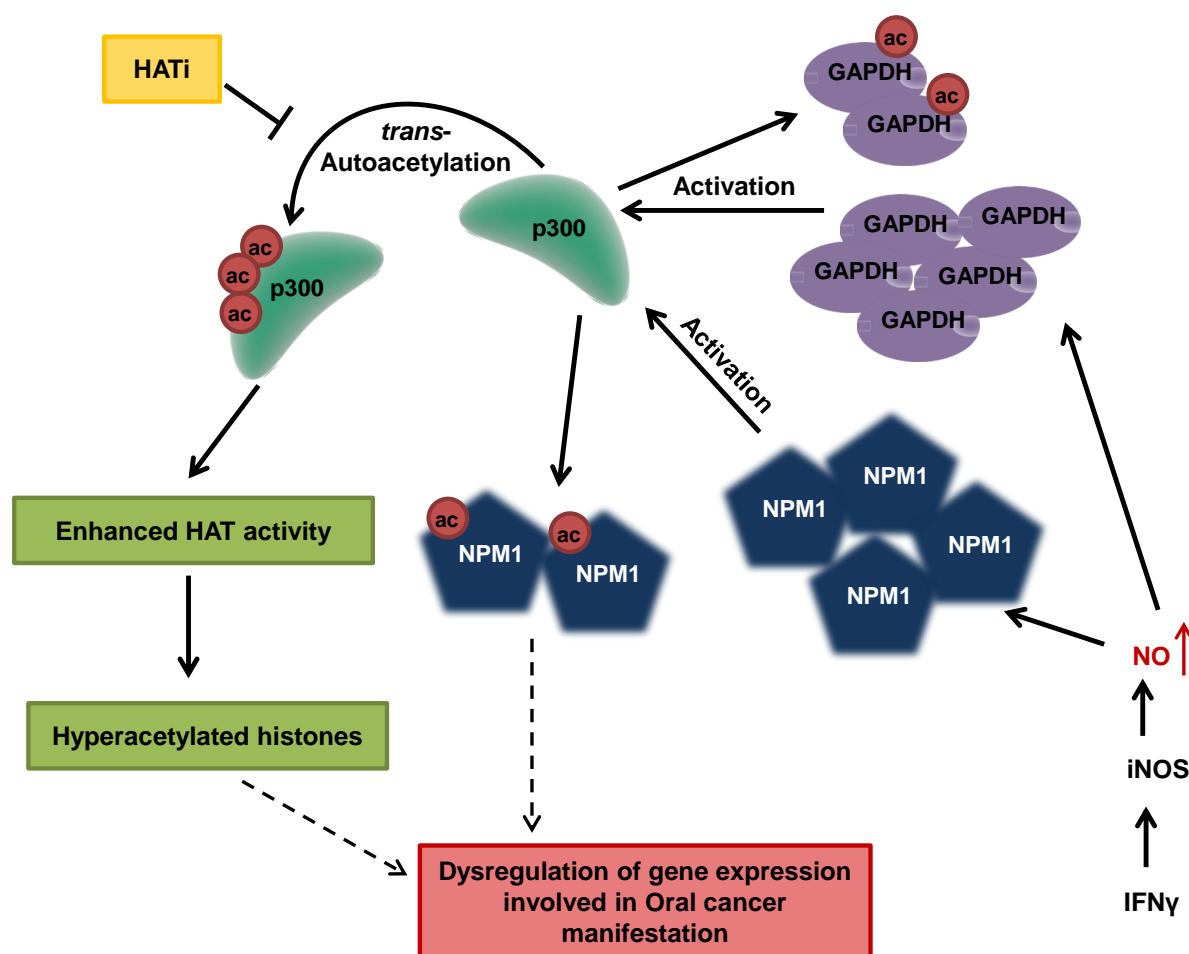 HATi
trans-
Autoacetylation
ac
GAPDH
ac
GAPDH
Activation
p300
GAPDH
GAPDH
GAPDH
GAPDH
GAPDH
ac
ac
ac
p300
Activation
NPM1
NPM1
NPM1
NPM1
ac
NPM1
ac
NPM1
Enhanced HAT activity
Hyperacetylated histones
NO
iNOS
IFNγ
Dysregulation of gene expression
involved in Oral cancer
manifestation